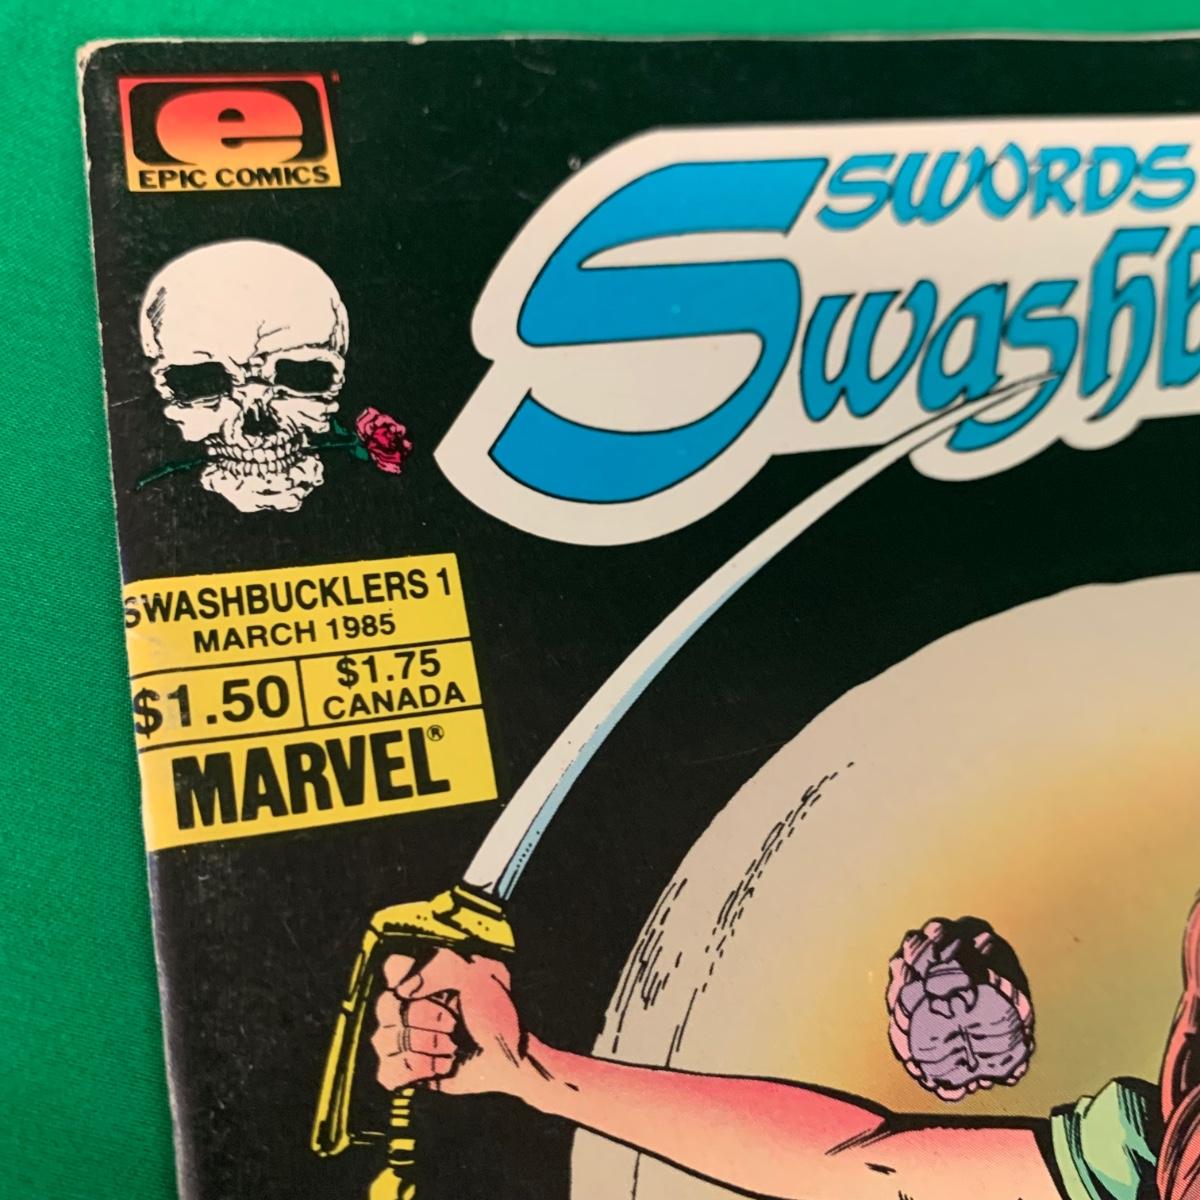 e
EPIC COMICS
SWORDS
Swashb
SWASHBUCKLERS 1
MARCH 1985
$1.50
$1.75
CANADA
MARVEL®